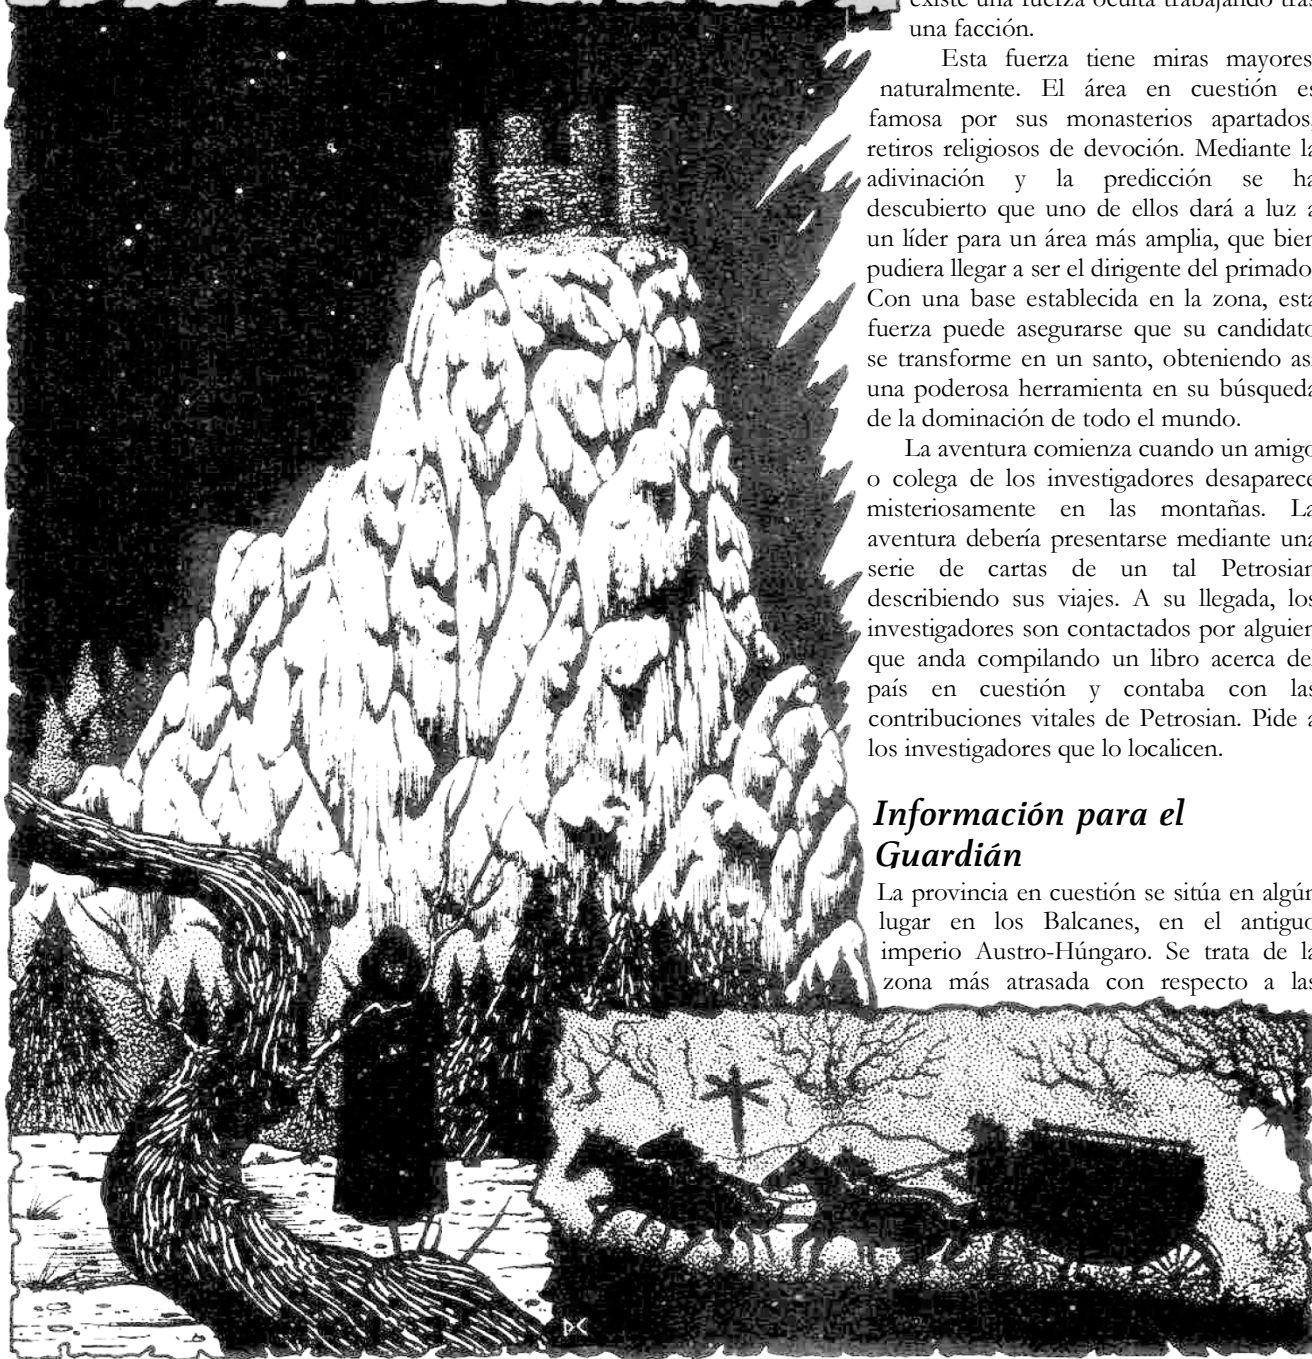 existe una fuerza oculta trabajando tras
una facción.
Esta fuerza tiene miras mayores
naturalmente. El área en cuestión es
famosa por sus monasterios apartados,
retiros religiosos de devoción. Mediante la
adivinación y la predicción se ha
descubierto que uno de ellos dará a luz a
un líder para un área más amplia, que bien
pudiera llegar a ser el dirigente del primado.
Con una base establecida en la zona, esta
fuerza puede asegurarse que su candidato
se transforme en un santo, obteniendo así
una poderosa herramienta en su búsqueda
de la dominación de todo el mundo.
La aventura comienza cuando un amigo
o colega de los investigadores desaparece
misteriosamente en las montañas. La
aventura debería presentarse mediante una
serie de cartas de un tal Petrosian
describiendo sus viajes. A su llegada, los
investigadores son contactados por alguien
que anda compilando un libro acerca del
país en cuestión y contaba con las
contribuciones vitales de Petrosian. Pide a
los investigadores que lo localicen.
Información para el
Guardián
La provincia en cuestión se sitúa en algún
lugar en los Balcanes, en el antiguo
imperio Austro-Húngaro. Se trata de la
zona más atrasada con respecto a las
DC